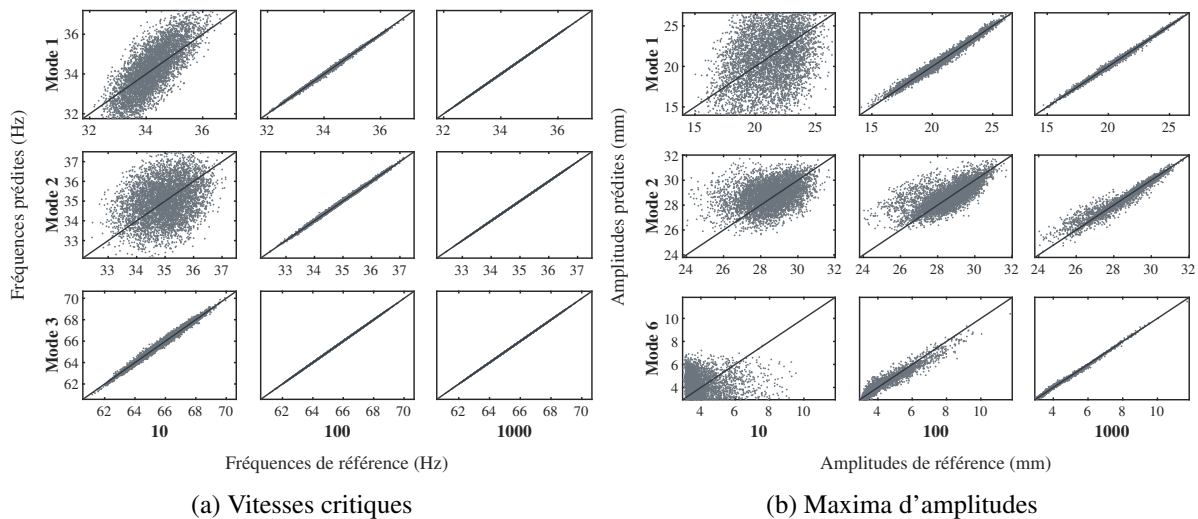 Fréquences prédites (Hz)
Mode 1
36
34
32
32 34 36
32 34 36
32 34 36
Mode 2
37
36
35
34
33
33 34 35 36 37
33 34 35 36 37
33 34 35 36 37
Mode 3
70
68
66
64
62
62 64 66 68 70
62 64 66 68 70
62 64 66 68 70
10 100 1000
Fréquences de référence (Hz)
(a) Vitesses critiques
Amplitudes prédites (mm)
Mode 1
25
20
15
15 20 25
15 20 25
15 20 25
Mode 2
32
30
28
26
24
24 26 28 30 32
24 26 28 30 32
24 26 28 30 32
Mode 6
10
8
6
4
4 6 8 10
4 6 8 10
4 6 8 10
10 100 1000
Amplitudes de référence (mm)
(b) Maxima d'amplitudes